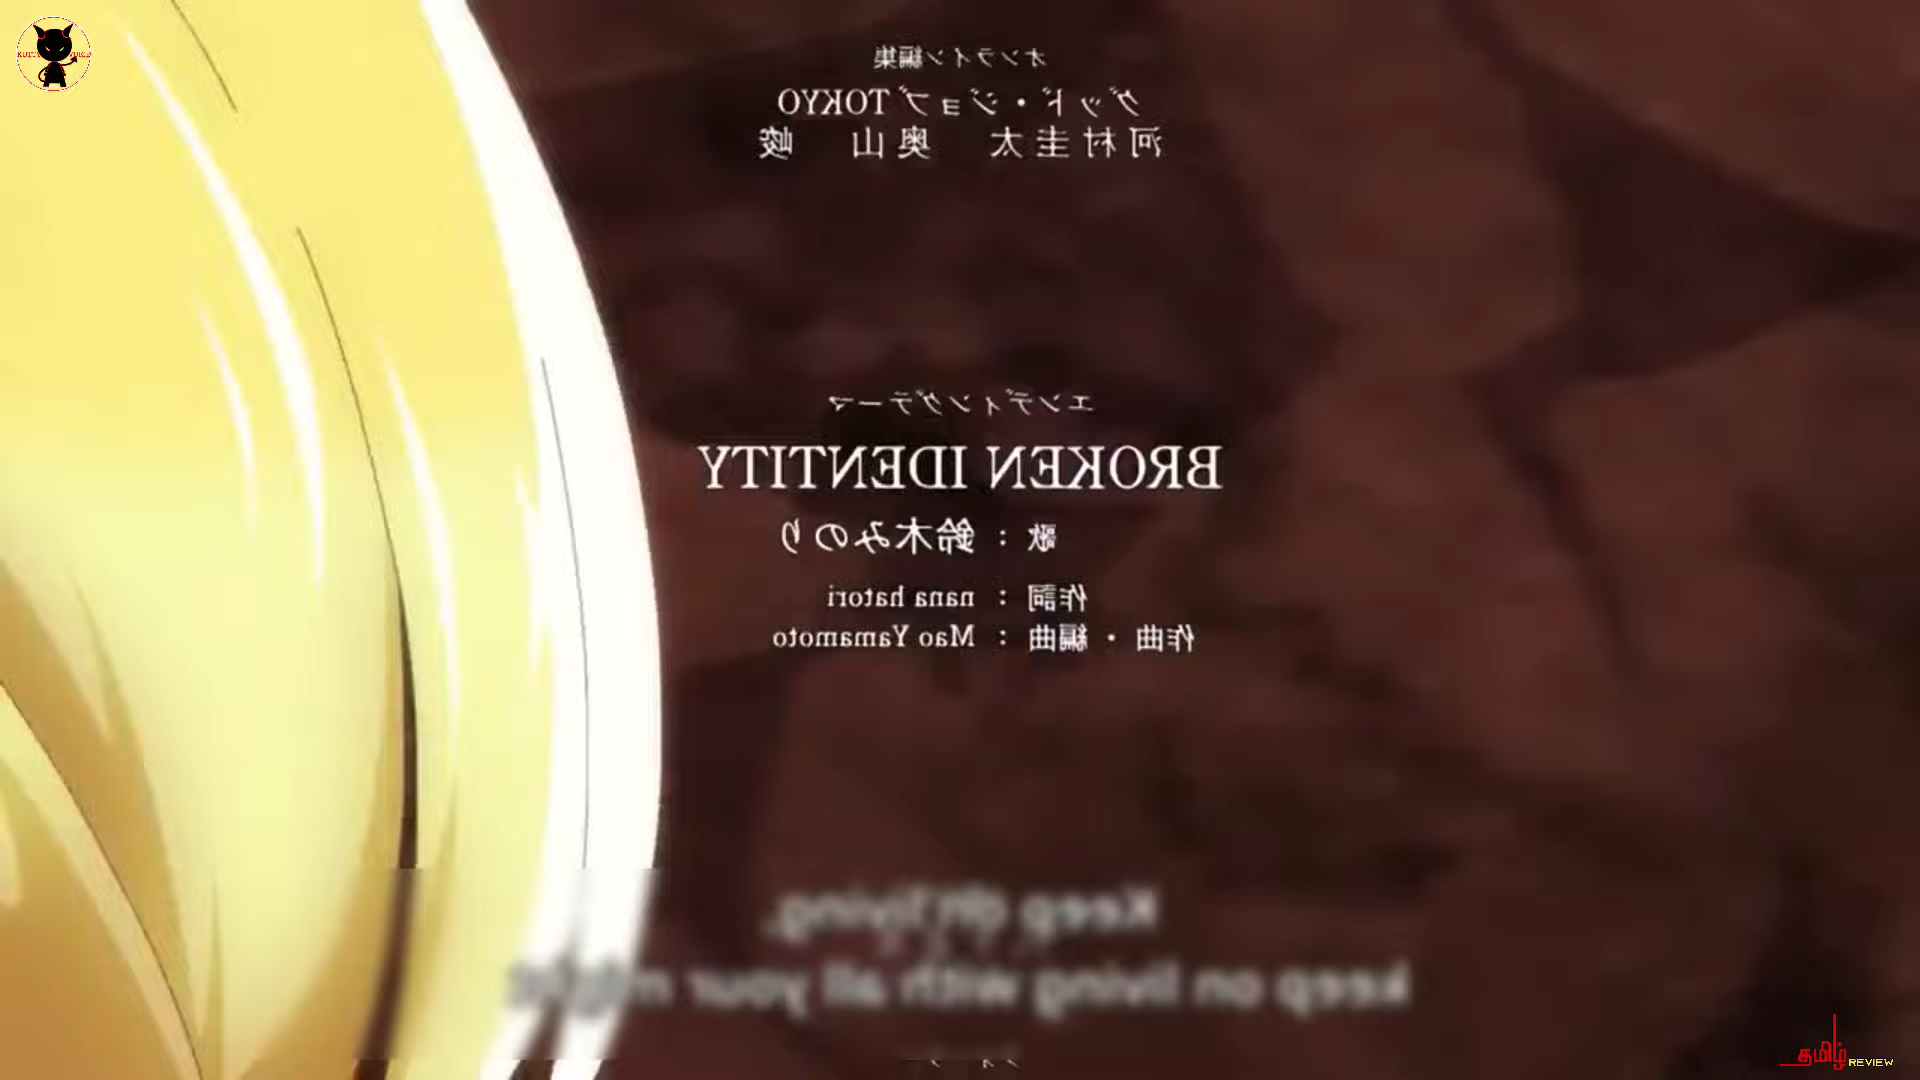 オンライン編集
グッド・ジョブTOKYO
河村圭太 奥山 峻
エンディングテーマ
BROKEN IDENTITY
歌 : 鈴木みのり
作詞 : nana hatori
作曲・編曲 : Mao Yamamoto
Keep on living,
keep on living with all your might
தமிழ் REVIEW